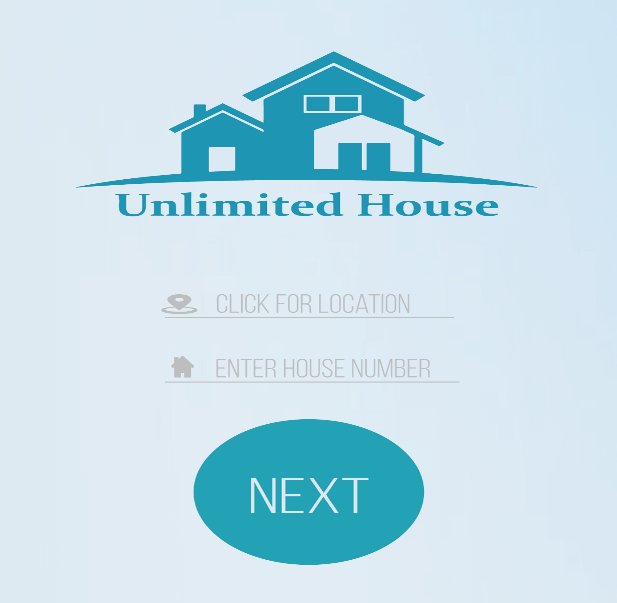 Unlimited House
CLICK FOR LOCATION
ENTER HOUSE NUMBER
NEXT